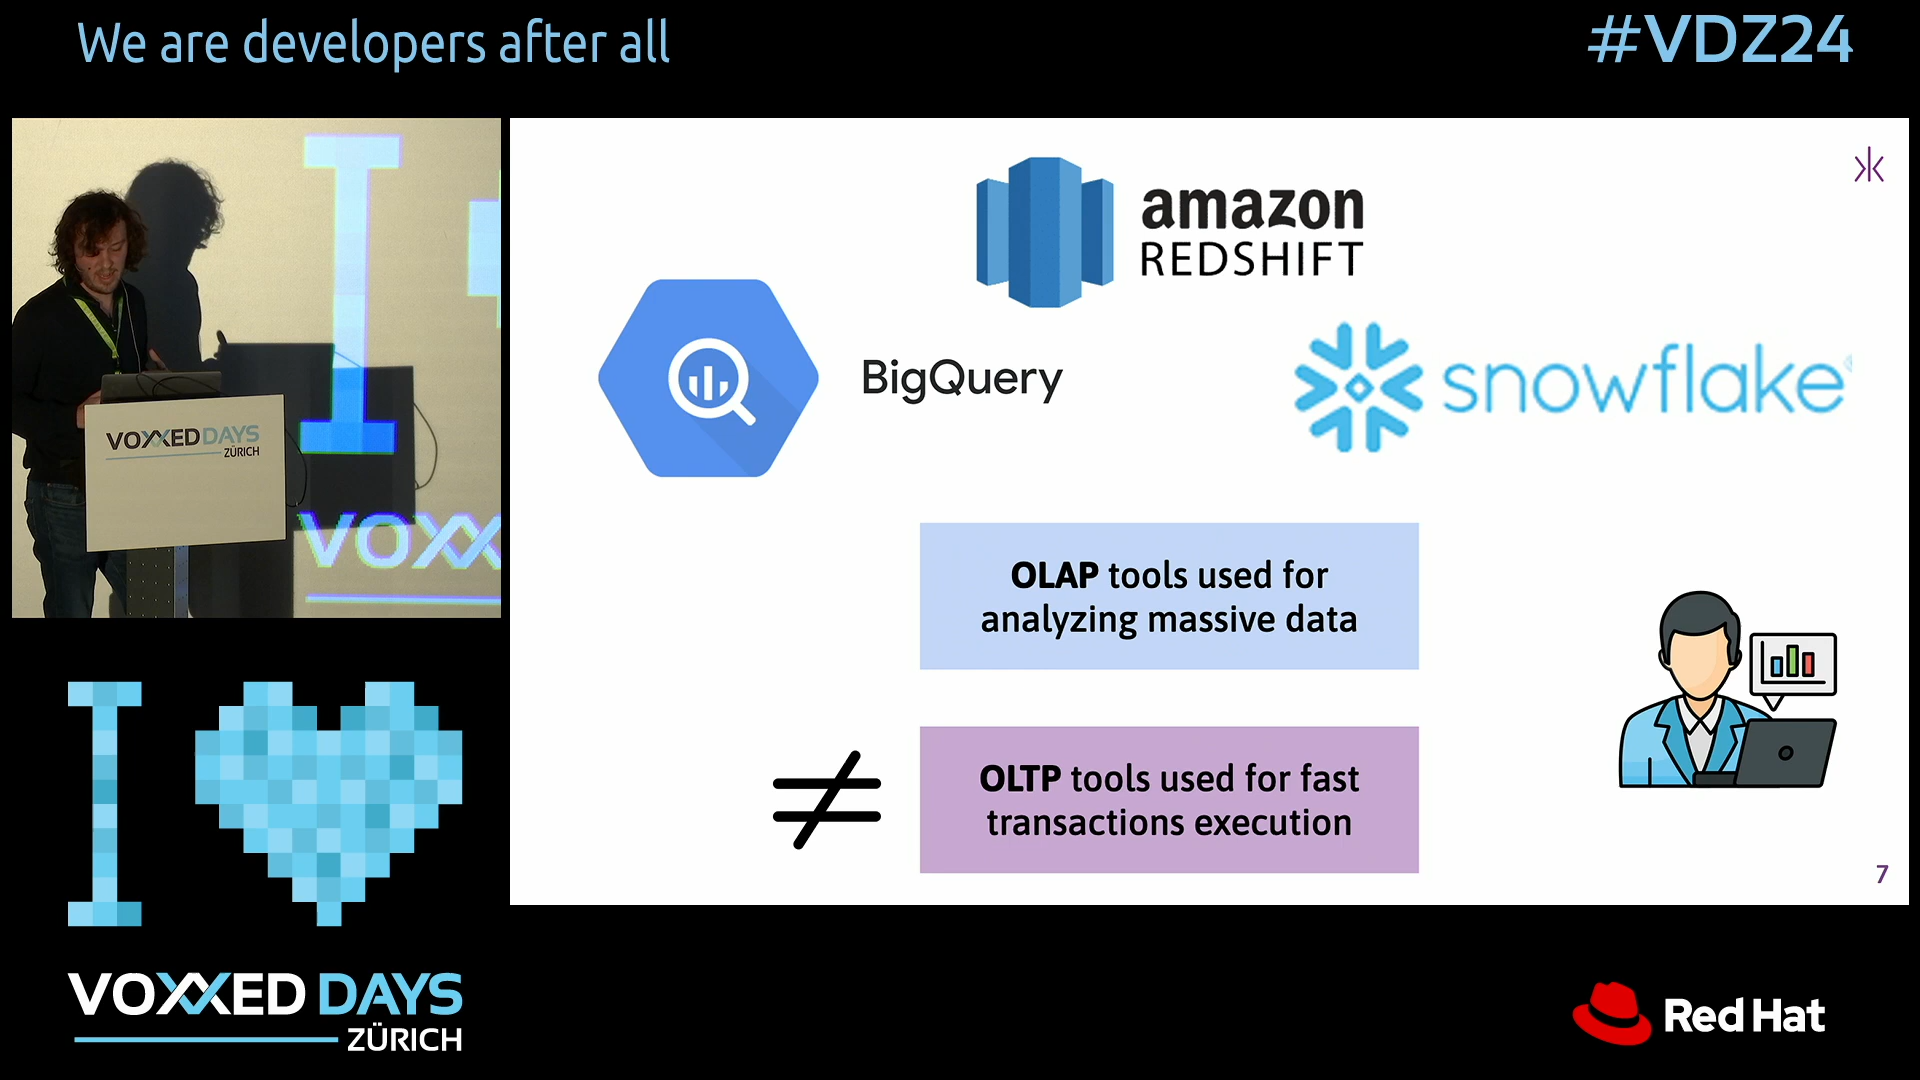 We are developers after all
#VDZ24
VOXXED DAYS
ZÜRICH
VOXX
amazon
REDSHIFT
BigQuery
snowflake
OLAP tools used for
analyzing massive data
OLTP tools used for fast
transactions execution
7
I
VOXXED DAYS
ZÜRICH
Red Hat